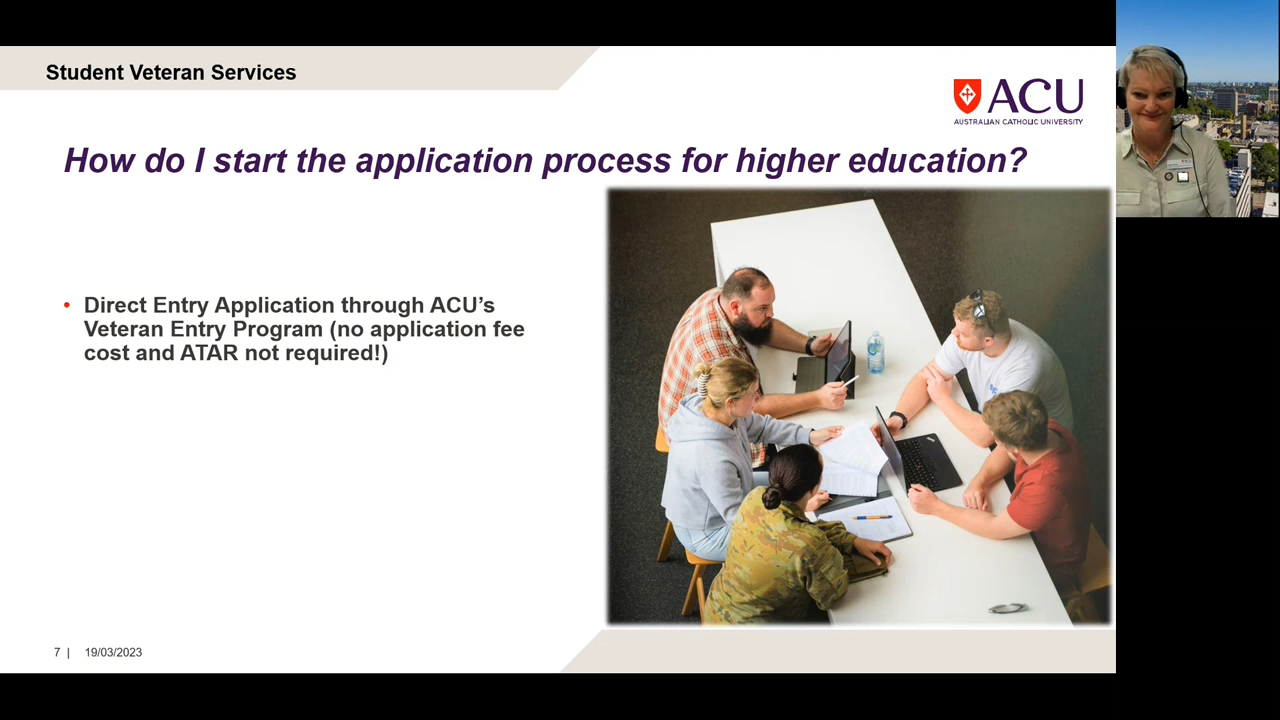 Student Veteran Services
ACU
AUSTRALIAN CATHOLIC UNIVERSITY
How do I start the application process for higher education?
• Direct Entry Application through ACU’s
Veteran Entry Program (no application fee
cost and ATAR not required!)
7 | 19/03/2023